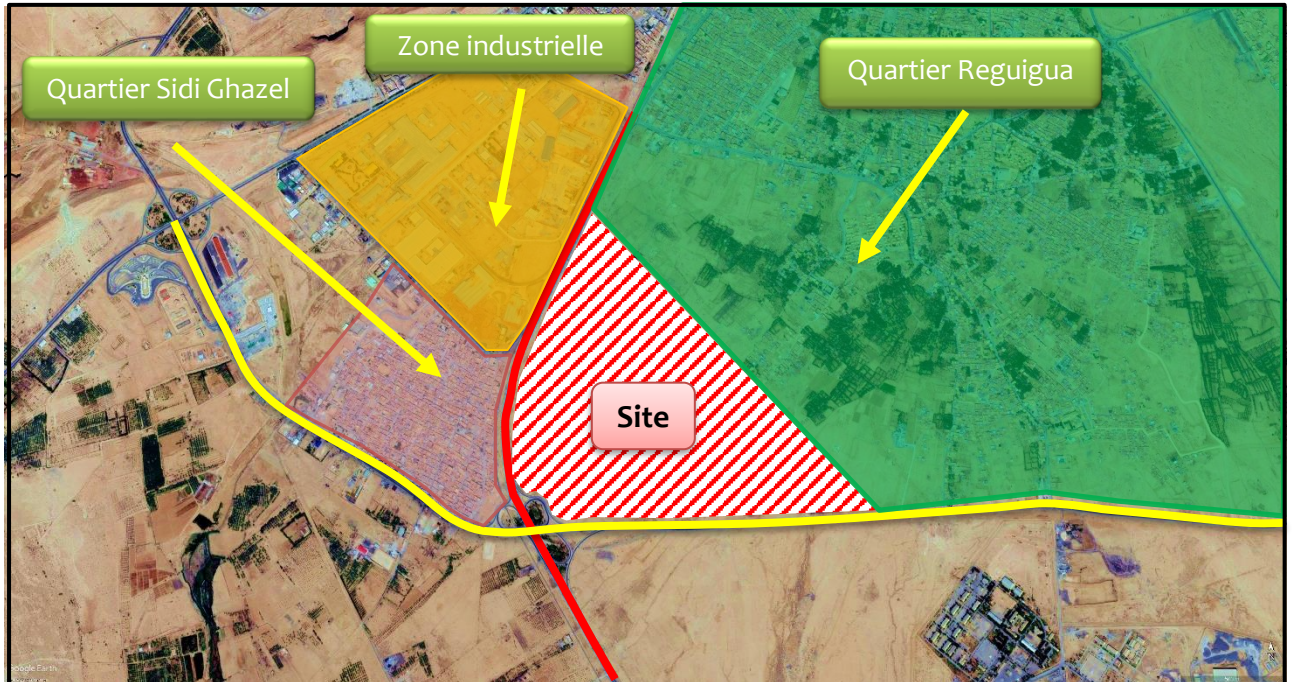 Zone industrielle
Quartier Sidi Ghazel
Quartier Reguigua
Site
Google Earth